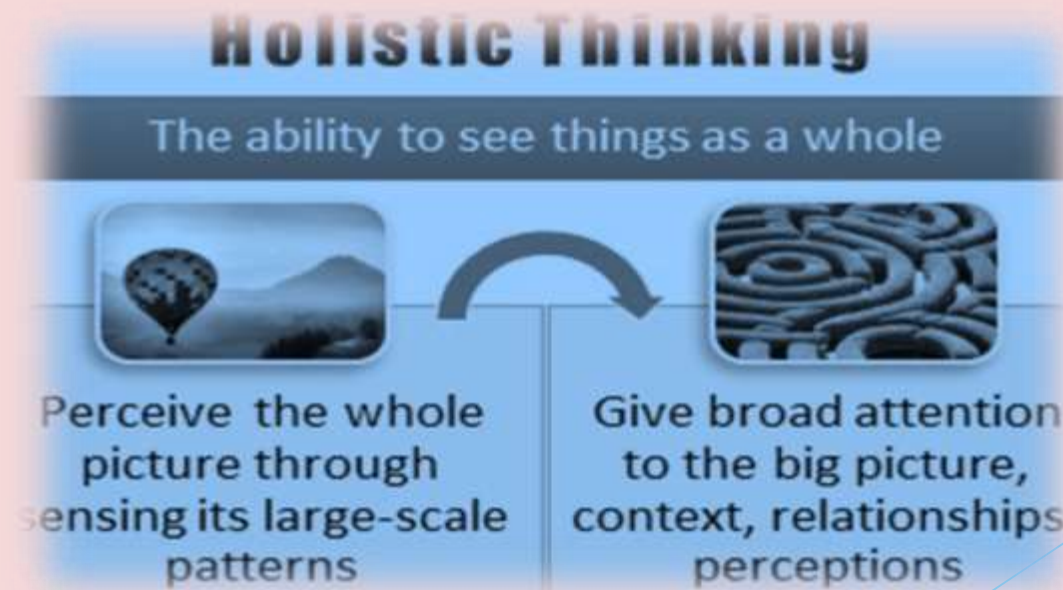 Holistic Thinking
The ability to see things as a whole
Perceive the whole
picture through
sensing its large-scale
patterns
Give broad attention
to the big picture,
context, relationships
perceptions